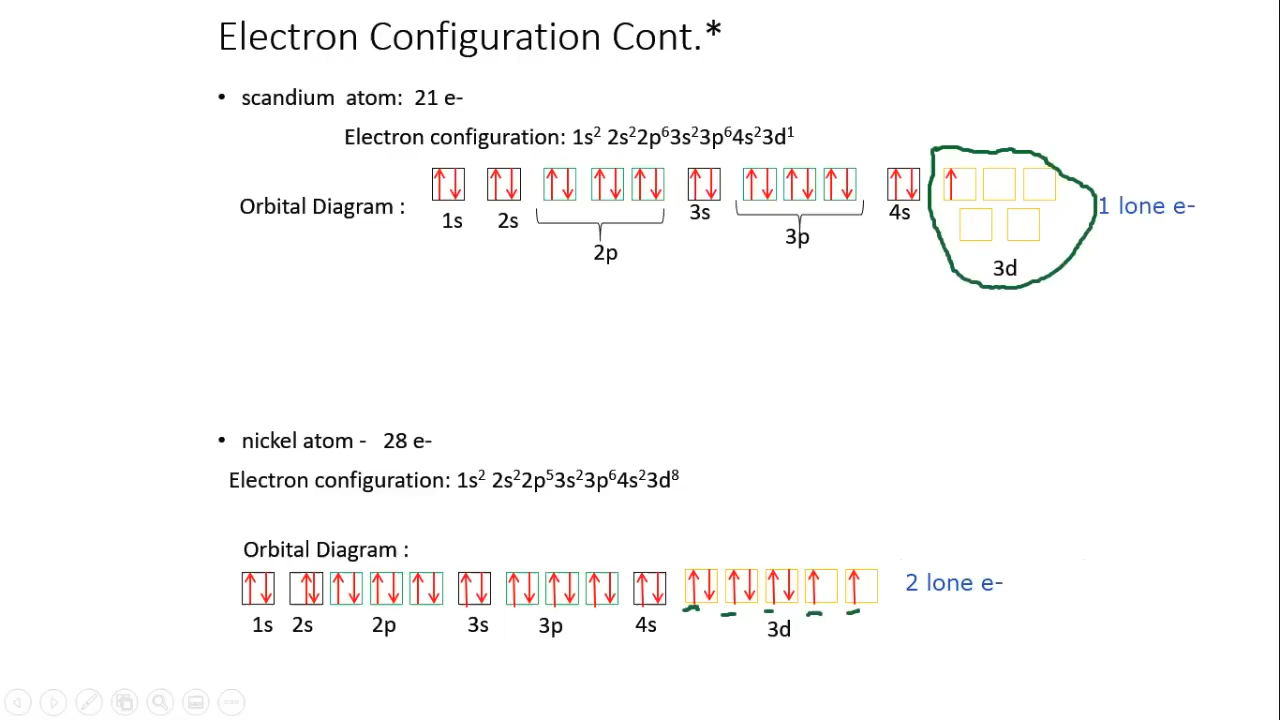 Electron Configuration Cont.*
• scandium atom: 21 e-
Electron configuration: 1s² 2s²2p⁶3s²3p⁶4s²3d¹
Orbital Diagram :
1s 2s 2p 3s 3p 4s 3d
1 lone e-
• nickel atom - 28 e-
Electron configuration: 1s² 2s²2p⁵3s²3p⁶4s²3d⁸
Orbital Diagram :
2 lone e-
1s 2s 2p 3s 3p 4s 3d